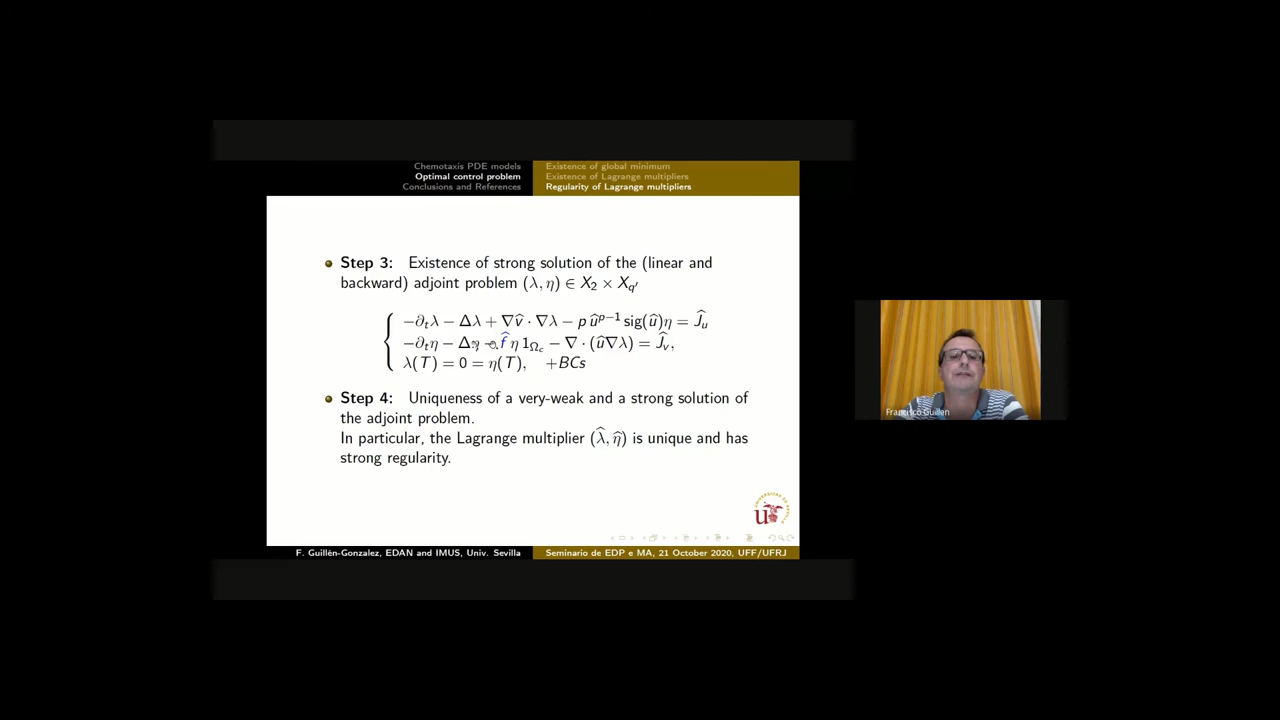 Chemotaxis PDE models
Optimal control problem
Conclusions and References
Existence of global minimum
Existence of Lagrange multipliers
Regularity of Lagrange multipliers
Step 3: Existence of strong solution of the (linear and
backward) adjoint problem (λ, η) ∈ X₂ × X_{q′}
−∂ₜλ − Δλ + ∇v̂ · ∇λ − p û^{p−1} sig(û)η = Ĵ_u
−∂ₜη − Δη − f̂ η 1_{Ω_c} − ∇ · (û∇λ) = Ĵ_v,
λ(T) = 0 = η(T), +BCs
Step 4: Uniqueness of a very-weak and a strong solution of
the adjoint problem.
In particular, the Lagrange multiplier (λ̂, η̂) is unique and has
strong regularity.
F. Guillén-Gonzalez, EDAN and IMUS, Univ. Sevilla
Seminario de EDP e MA, 21 October 2020, UFF/UFRJ
Francisco Guillen